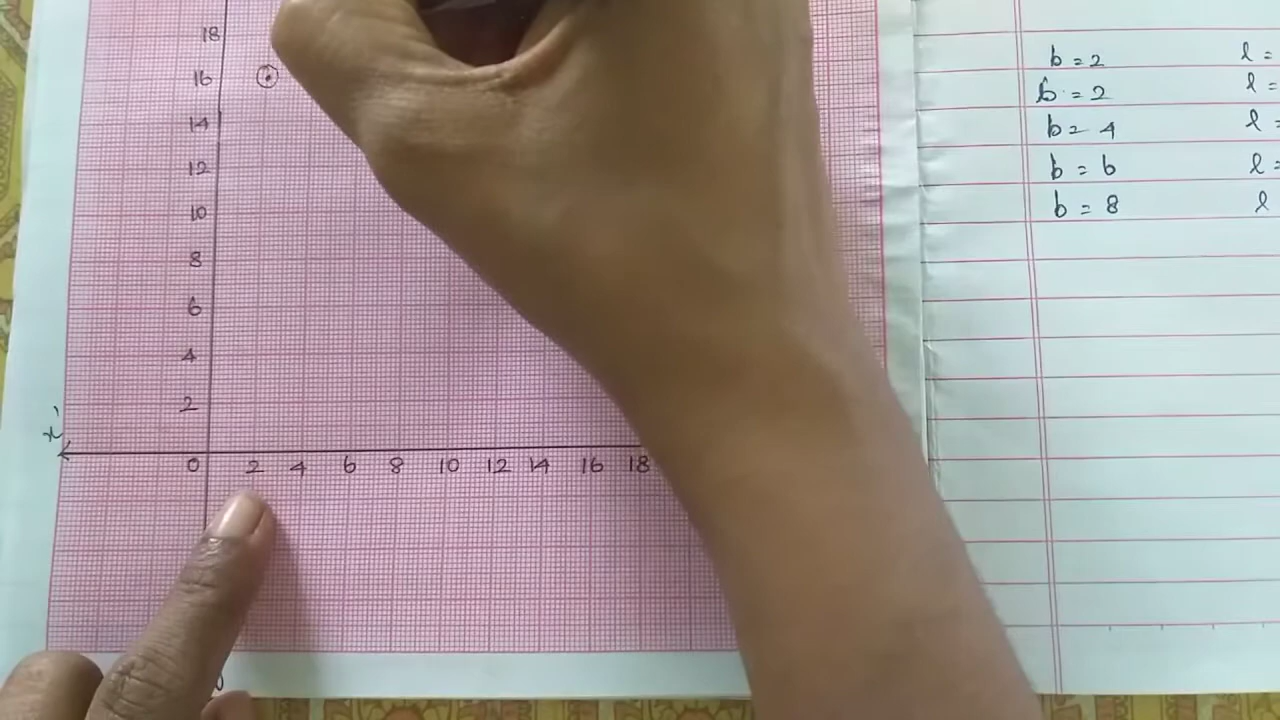 18
16
14
12
10
8
6
4
2
x'
0 2 4 6 8 10 12 14 16 18
b = 2 l =
b = 2 l =
b = 4 l =
b = 6 l =
b = 8 l